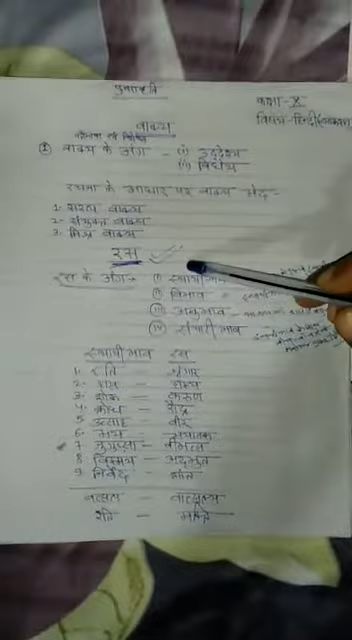 पुनरावृत्ति
कक्षा - X
विषय - हिन्दी (व्याकरण)
वाक्य
① वाक्य के अंग - (i) उद्देश्य
(ii) विधेय
रचना के आधार पर वाक्य भेद -
1. सरल वाक्य
2. संयुक्त वाक्य
3. मिश्र वाक्य
रस
रस के अंग - (i) स्थायी
(ii) विभाव
(iii) अनुभाव
(iv) संचारी भाव
स्थायी भाव रस
1. रति - शृंगार
2. हास - हास्य
3. शोक - करुण
4. क्रोध - रौद्र
5. उत्साह - वीर
6. भय - भयानक
7. जुगुप्सा - वीभत्स
8. विस्मय - अद्भुत
9. निर्वेद - शांत
वत्सल - वात्सल्य
रति - भक्ति